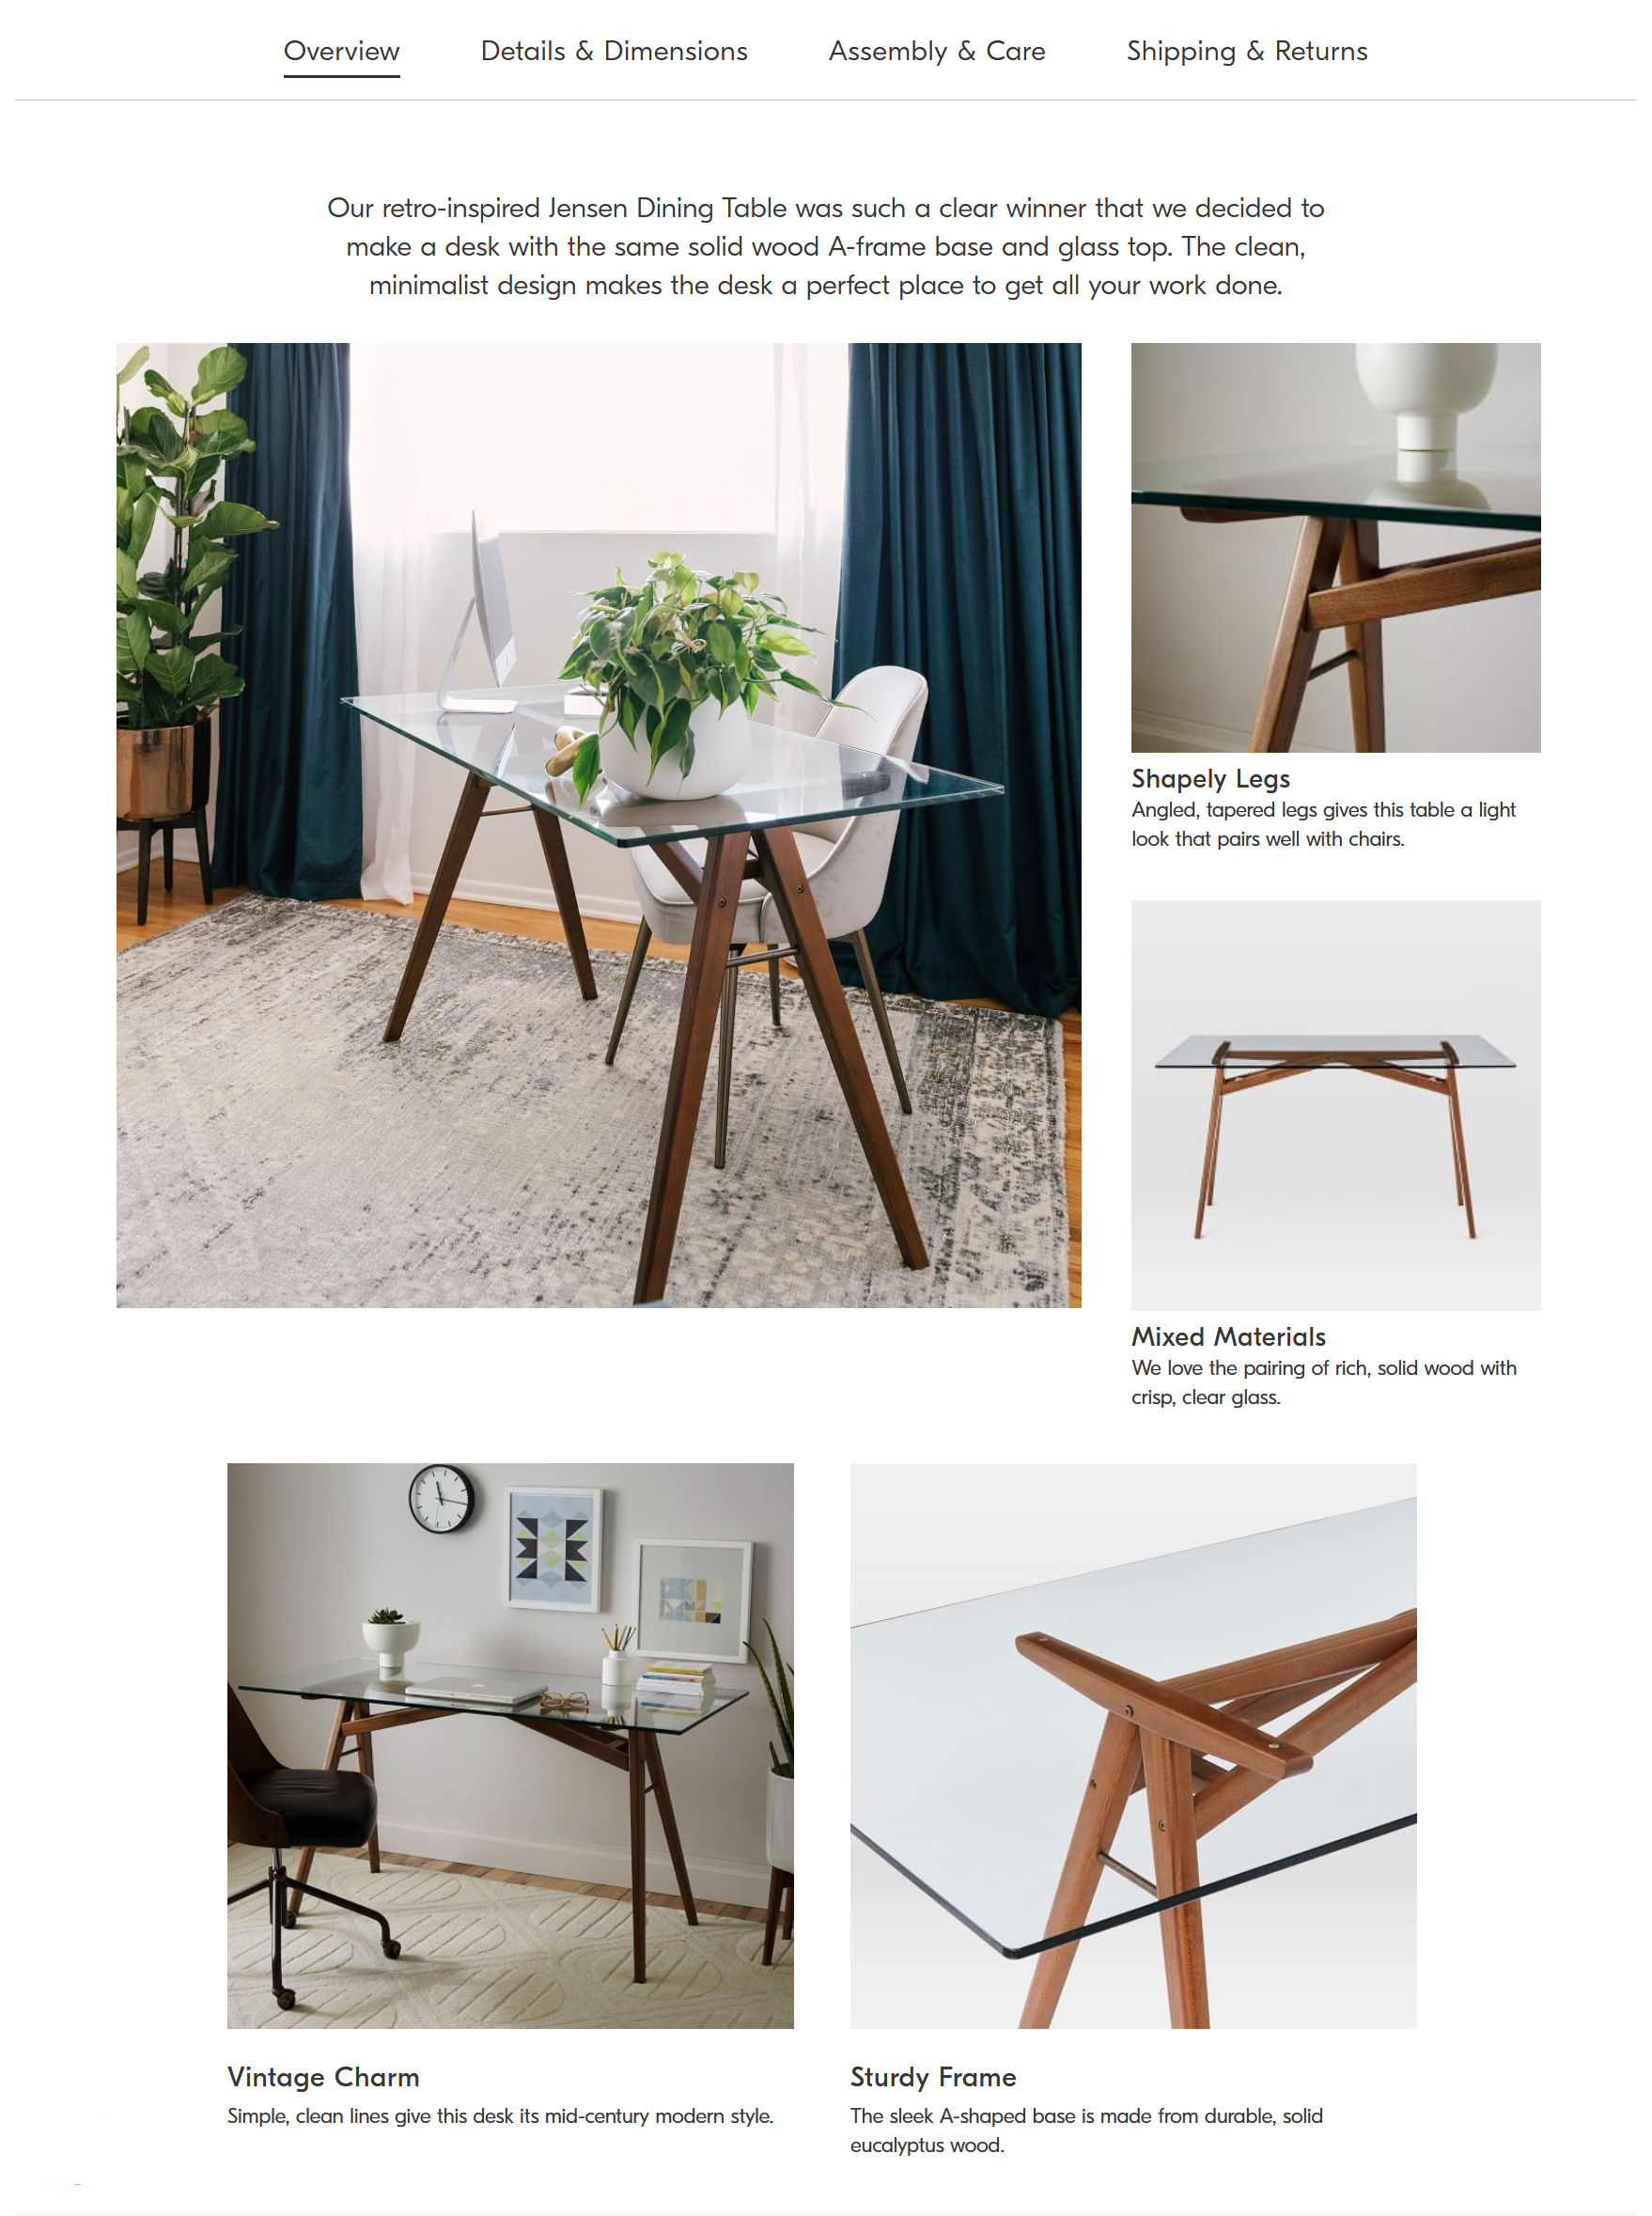 Overview
Details & Dimensions
Assembly & Care
Shipping & Returns
Our retro-inspired Jensen Dining Table was such a clear winner that we decided to
make a desk with the same solid wood A-frame base and glass top. The clean,
minimalist design makes the desk a perfect place to get all your work done.
Shapely Legs
Angled, tapered legs gives this table a light
look that pairs well with chairs.
Mixed Materials
We love the pairing of rich, solid wood with
crisp, clear glass.
Vintage Charm
Simple, clean lines give this desk its mid-century modern style.
Sturdy Frame
The sleek A-shaped base is made from durable, solid
eucalyptus wood.